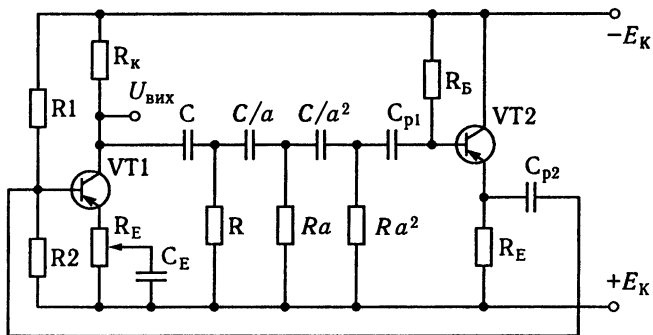 −E_К
R_К
U_ВИХ
R1
R_Б
C
C/a
C/a²
C_р1
VT2
VT1
C_р2
R_Е
R2
C_Е
R
Ra
Ra²
R_Е
+E_К